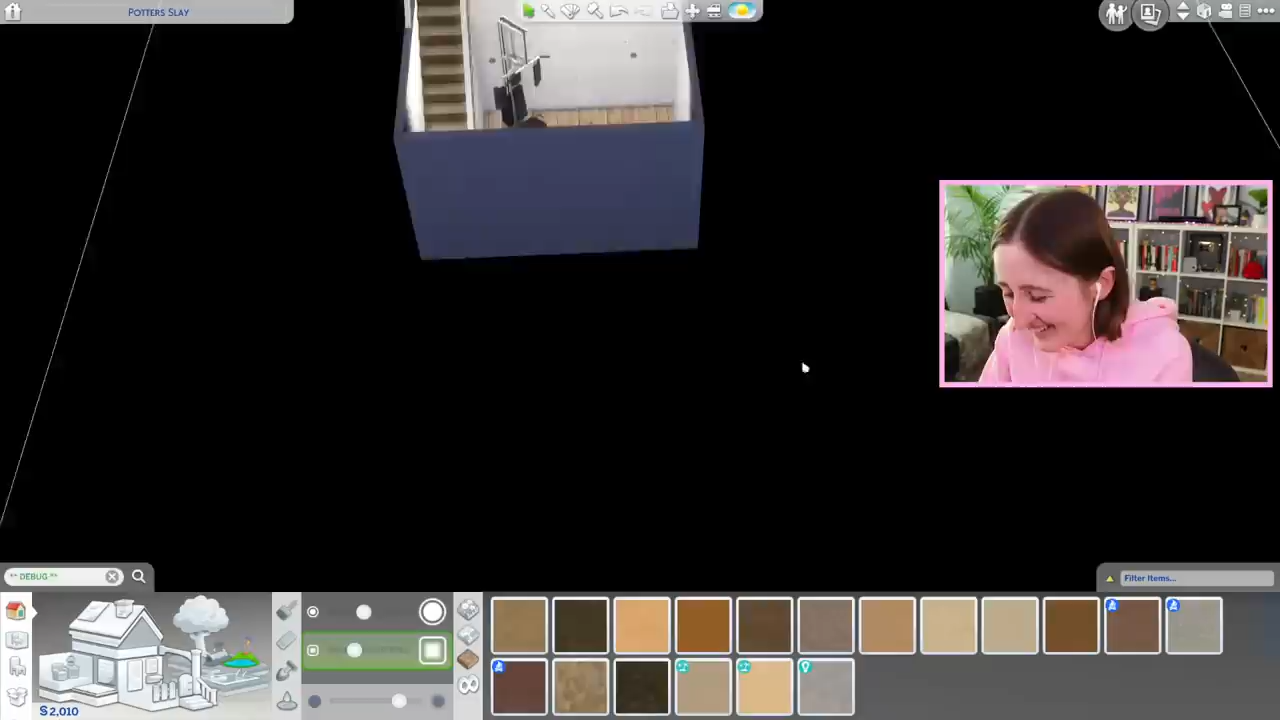 POTTERS SLAY
** DEBUG **
Filter Items...
§2,010